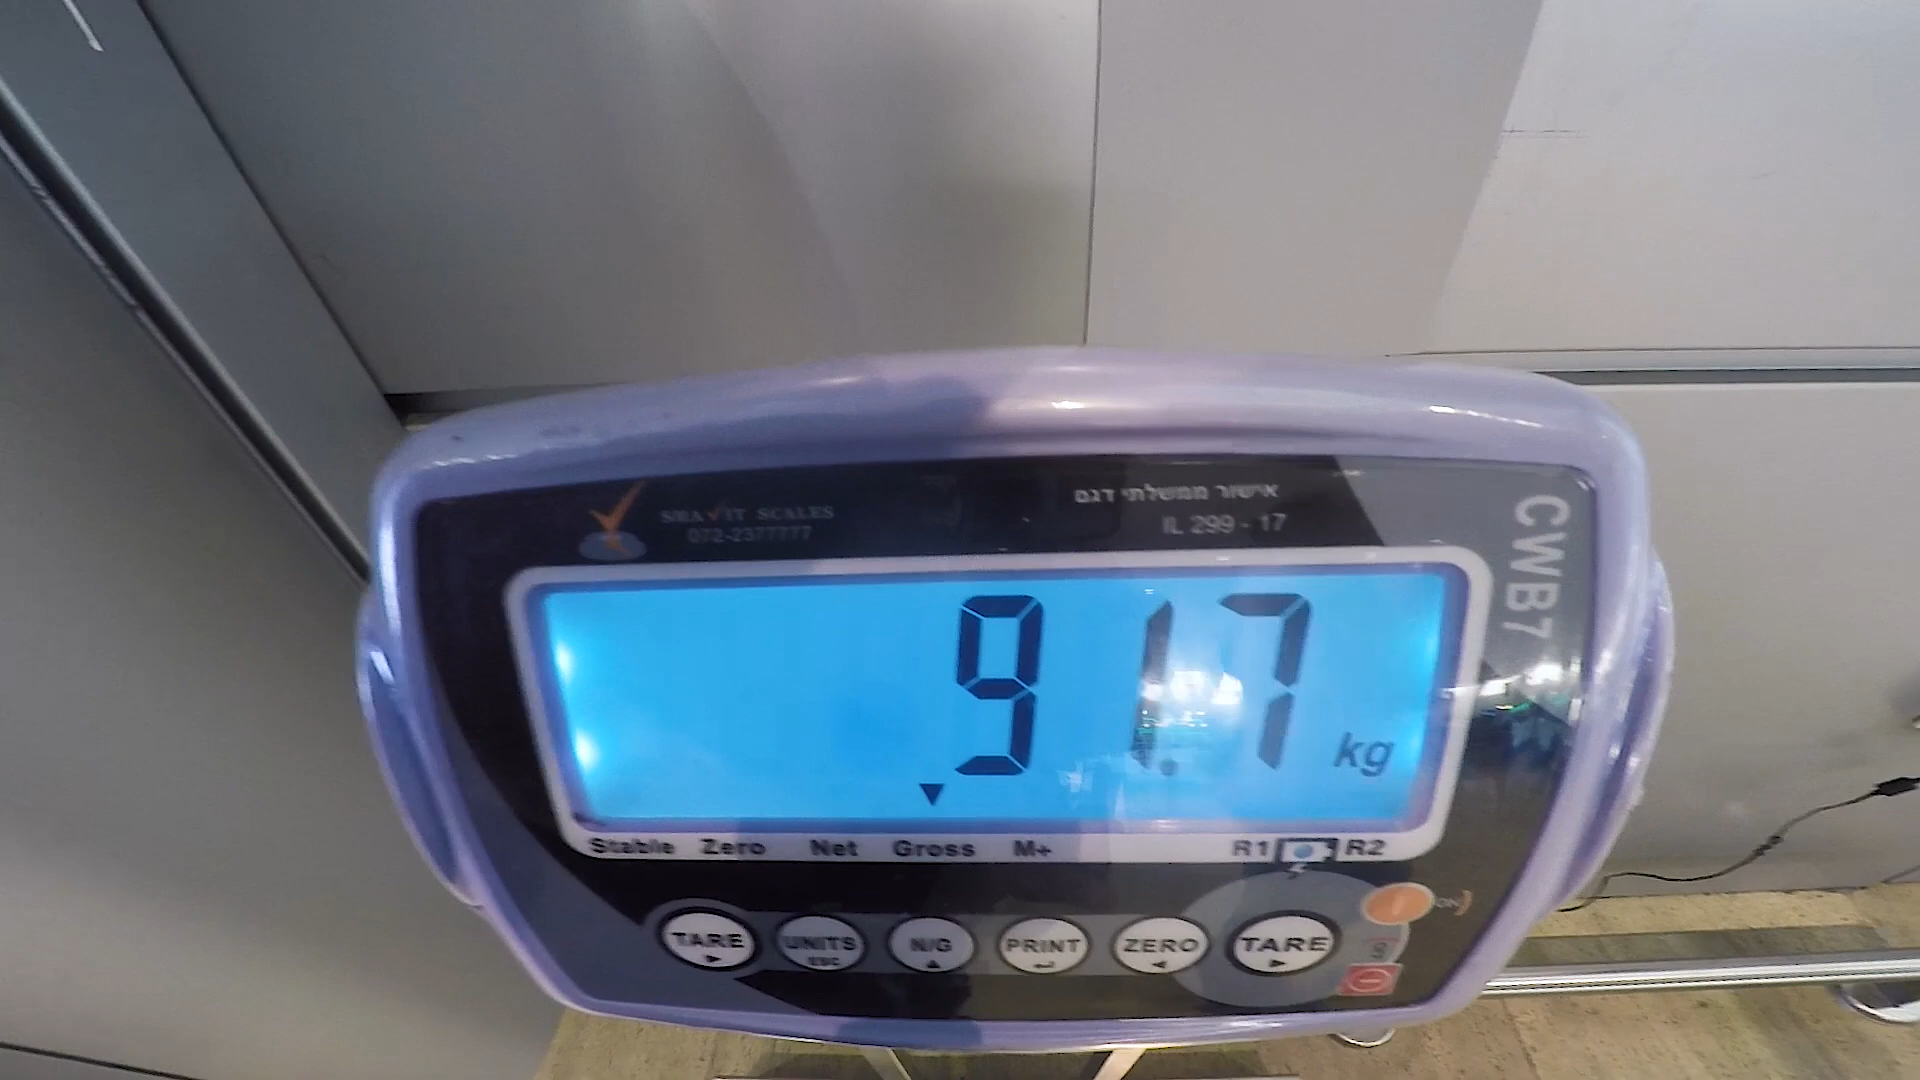 SHAVIT SCALES
072-2377777
אישור ממשלתי דגם
IL 299 - 17
CWB7
91.7 kg
Stable Zero Net Gross M+ R1 R2
TARE UNITS N/G PRINT ZERO TARE
ESC
ON